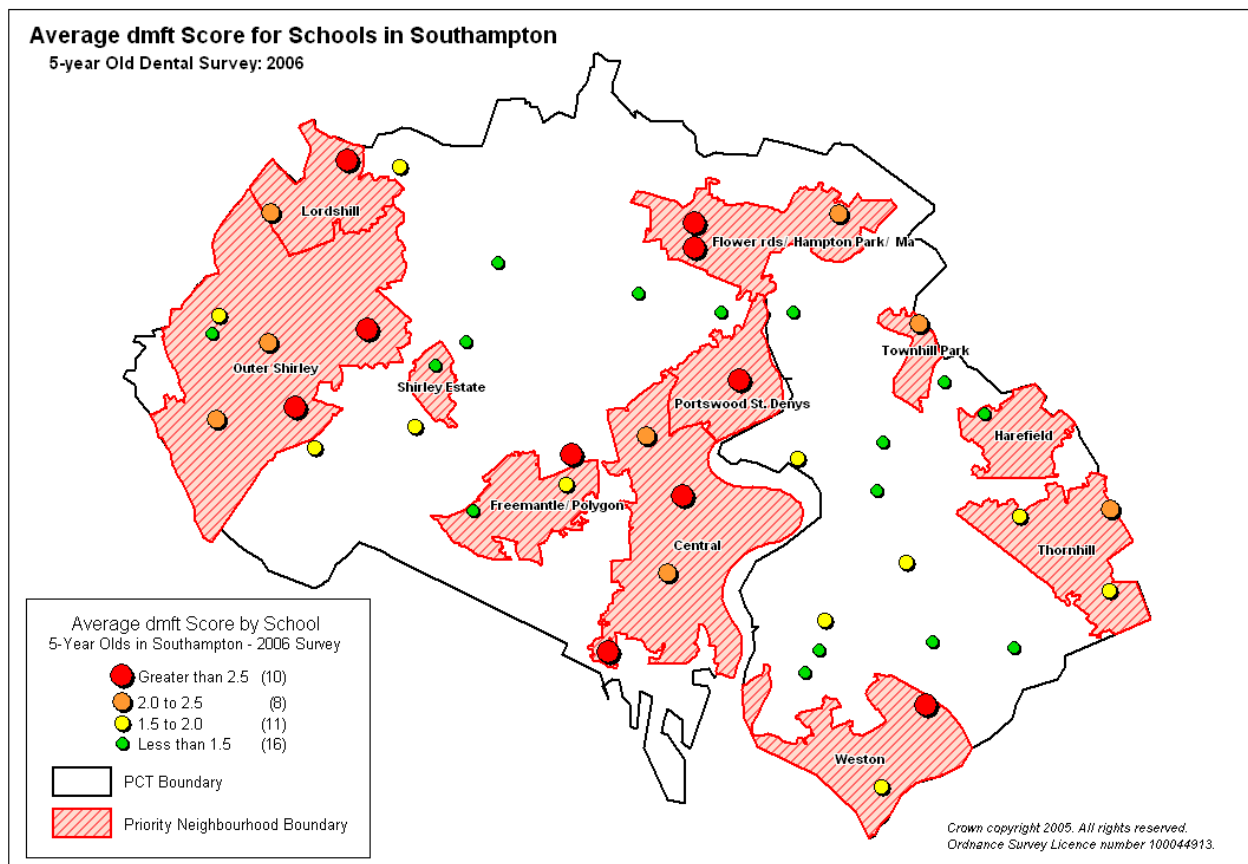 Average dmft Score for Schools in Southampton
5-year Old Dental Survey: 2006
Lordshill
Flower rds/ Hampton Park/ Ma
Townhill Park
Outer Shirley
Shirley Estate
Portswood St. Denys
Harefield
Freemantle/Polygon
Central
Thornhill
Weston
Average dmft Score by School
5-Year Olds in Southampton - 2006 Survey
Greater than 2.5 (10)
2.0 to 2.5 (8)
1.5 to 2.0 (11)
Less than 1.5 (16)
PCT Boundary
Priority Neighbourhood Boundary
Crown copyright 2005. All rights reserved.
Ordnance Survey Licence number 100044913.